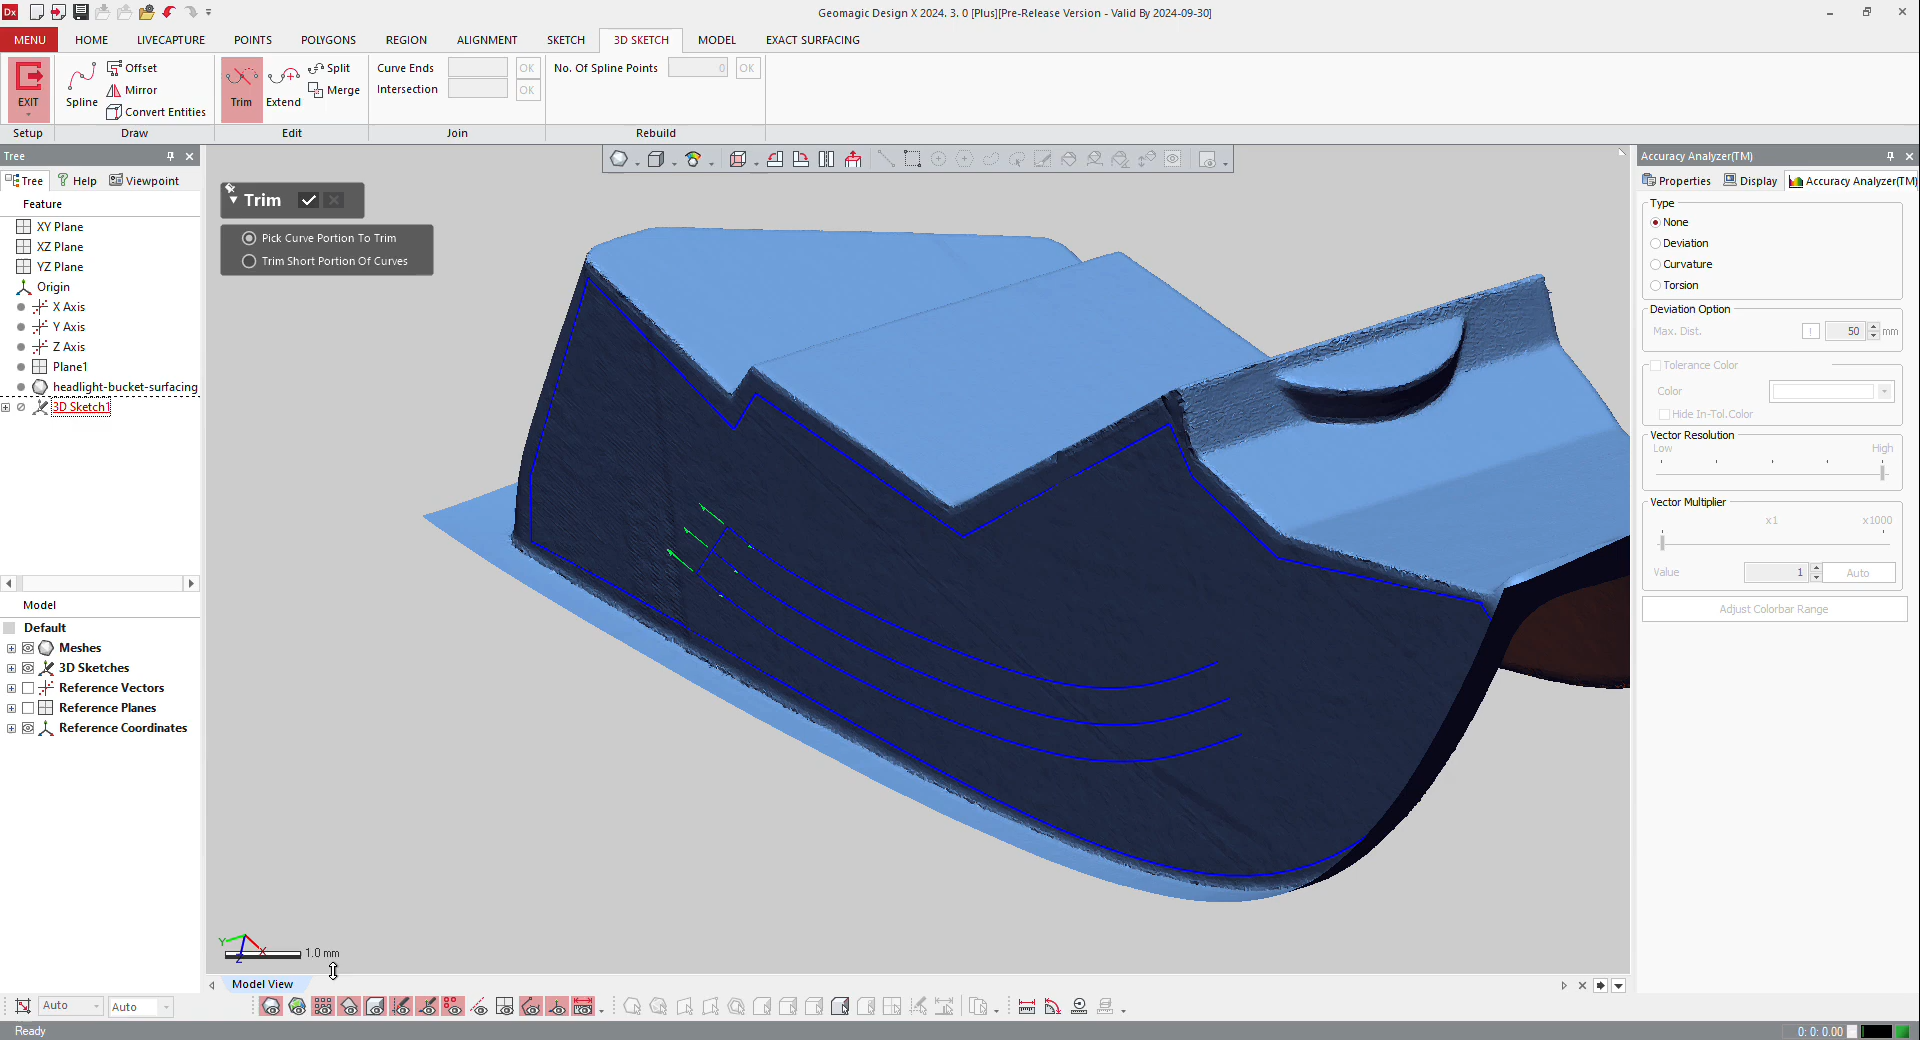 Dx
Geomagic Design X 2024. 3. 0 [Plus][Pre-Release Version - Valid By 2024-09-30]
MENU HOME LIVECAPTURE POINTS POLYGONS REGION ALIGNMENT SKETCH 3D SKETCH MODEL EXACT SURFACING
EXIT
Spline
Offset
Mirror
Convert Entities
Trim
Extend
Split
Merge
Curve Ends OK
Intersection OK
No. Of Spline Points 0 OK
Setup Draw Edit Join Rebuild
Tree
Tree Help Viewpoint
Feature
XY Plane
XZ Plane
YZ Plane
Origin
X Axis
Y Axis
Z Axis
Plane1
headlight-bucket-surfacing
3D Sketch1
Model
Default
Meshes
3D Sketches
Reference Vectors
Reference Planes
Reference Coordinates
Trim
Pick Curve Portion To Trim
Trim Short Portion Of Curves
Y X Z
1.0 mm
Model View
Accuracy Analyzer(TM)
Properties Display Accuracy Analyzer(TM)
Type
None
Deviation
Curvature
Torsion
Deviation Option
Max. Dist. 50 mm
Tolerance Color
Color
Hide In-Tol.Color
Vector Resolution
Low High
Vector Multiplier
x1 x1000
Value 1 Auto
Adjust Colorbar Range
Auto Auto
Ready
0: 0: 0.00